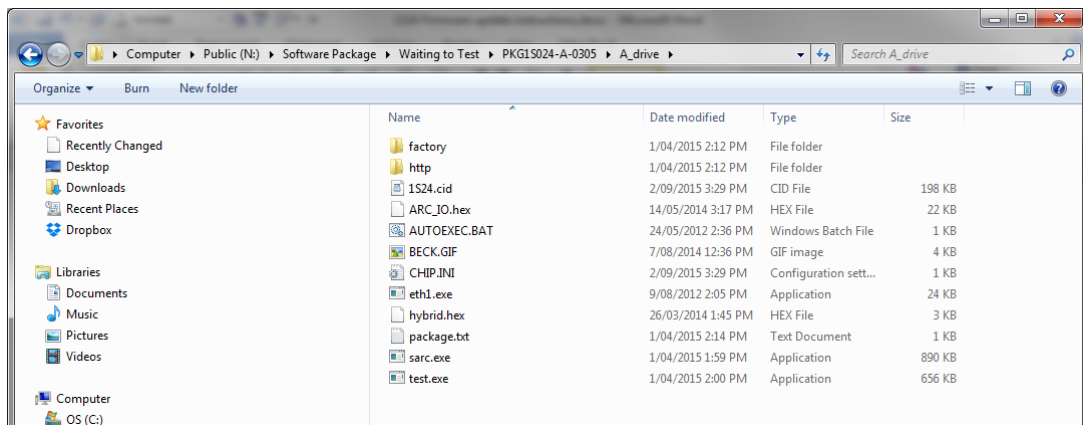 Computer Public (N:) Software Package Waiting to Test PKG1S024-A-0305 A_drive Search A_drive
Organize Burn New folder
Name Date modified Type Size
Favorites
Recently Changed
Desktop
Downloads
Recent Places
Dropbox
Libraries
Documents
Music
Pictures
Videos
Computer
OS (C:)
factory 1/04/2015 2:12 PM File folder
http 1/04/2015 2:12 PM File folder
1S24.cid 2/09/2015 3:29 PM CID File 198 KB
ARC_IO.hex 14/05/2014 3:17 PM HEX File 22 KB
AUTOEXEC.BAT 24/05/2012 2:36 PM Windows Batch File 1 KB
BECK.GIF 7/08/2014 12:36 PM GIF image 4 KB
CHIP.INI 2/09/2015 3:29 PM Configuration sett... 1 KB
eth1.exe 9/08/2012 2:05 PM Application 24 KB
hybrid.hex 26/03/2014 1:45 PM HEX File 3 KB
package.txt 1/04/2015 2:14 PM Text Document 1 KB
sarc.exe 1/04/2015 1:59 PM Application 890 KB
test.exe 1/04/2015 2:00 PM Application 656 KB